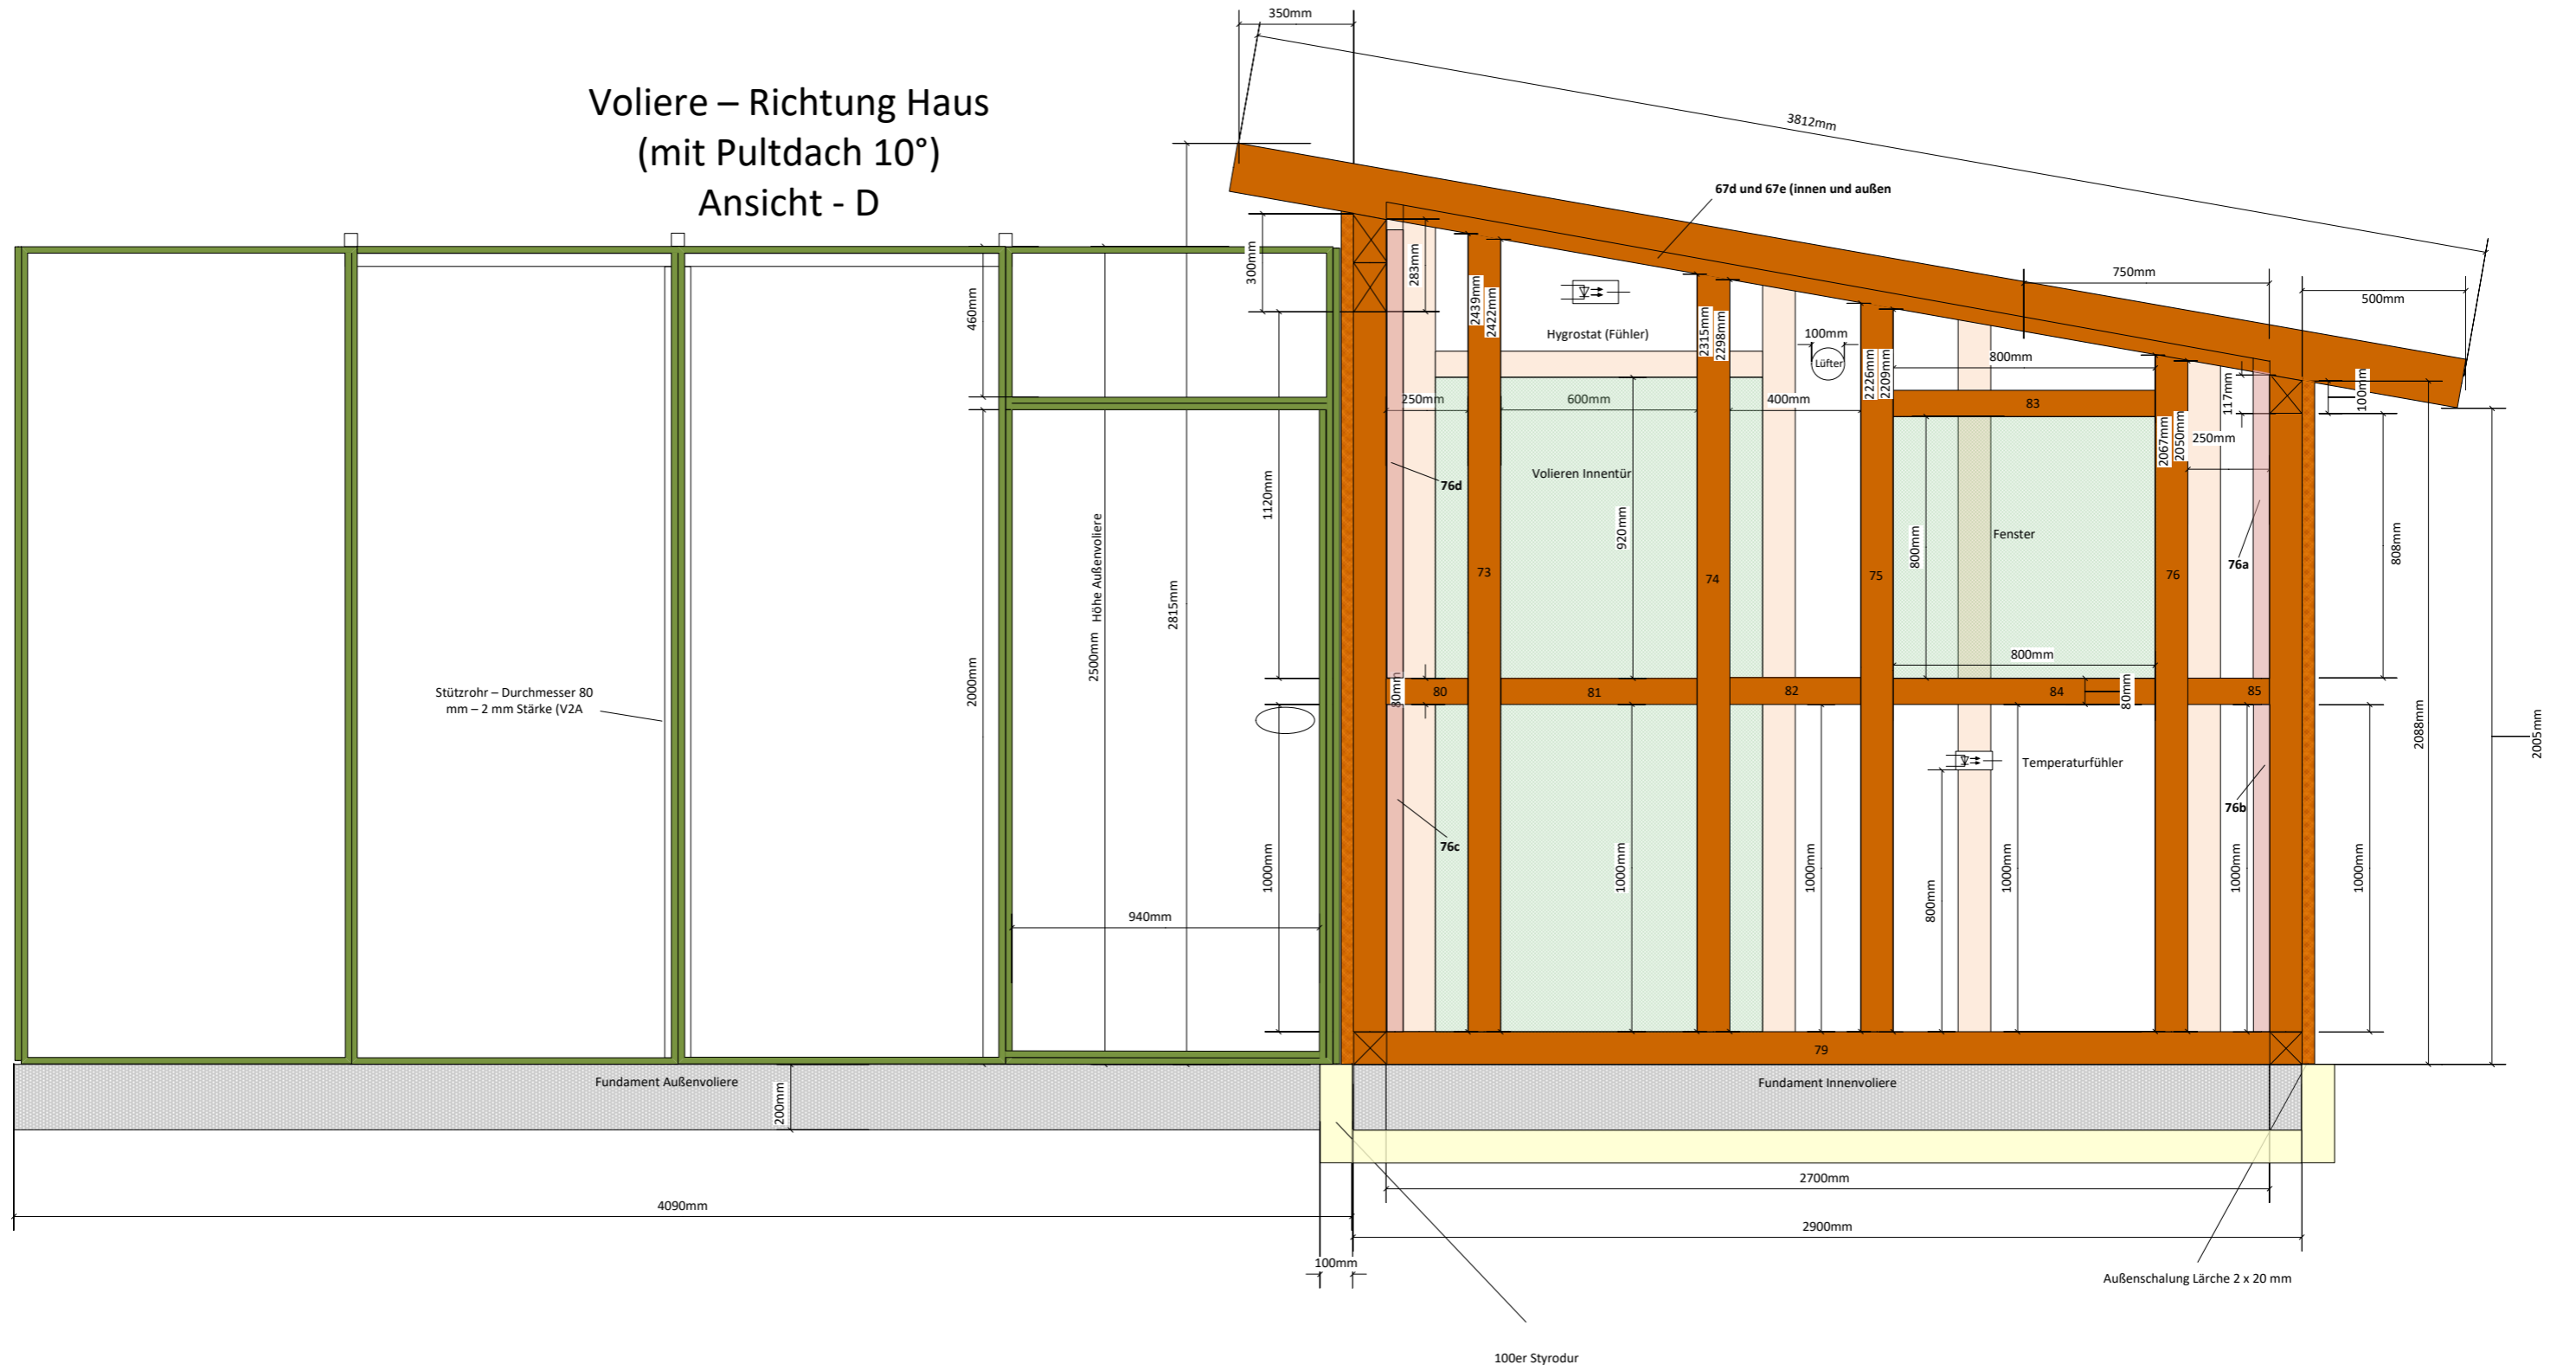 Voliere – Richtung Haus
(mit Pultdach 10°)
Ansicht - D
350mm
3812mm
67d und 67e (innen und außen
750mm
500mm
300mm
283mm
460mm
2439mm
2422mm
Hygrostat (Fühler)
2315mm
2298mm
100mm
Lüfter
2226mm
2209mm
800mm
117mm
100mm
250mm
600mm
400mm
83
2067mm
2050mm
250mm
Volieren Innentür
76d
1120mm
920mm
800mm
Fenster
808mm
76a
73
74
75
76
2500mm Höhe Außenvoliere
2815mm
2000mm
Stützrohr – Durchmesser 80
mm – 2 mm Stärke (V2A
800mm
80mm
80
81
82
84
80mm
85
2088mm
2005mm
Temperaturfühler
76b
76c
1000mm
1000mm
1000mm
800mm
1000mm
1000mm
1000mm
940mm
79
Fundament Außenvoliere
Fundament Innenvoliere
200mm
2700mm
4090mm
2900mm
100mm
Außenschalung Lärche 2 x 20 mm
100er Styrodur